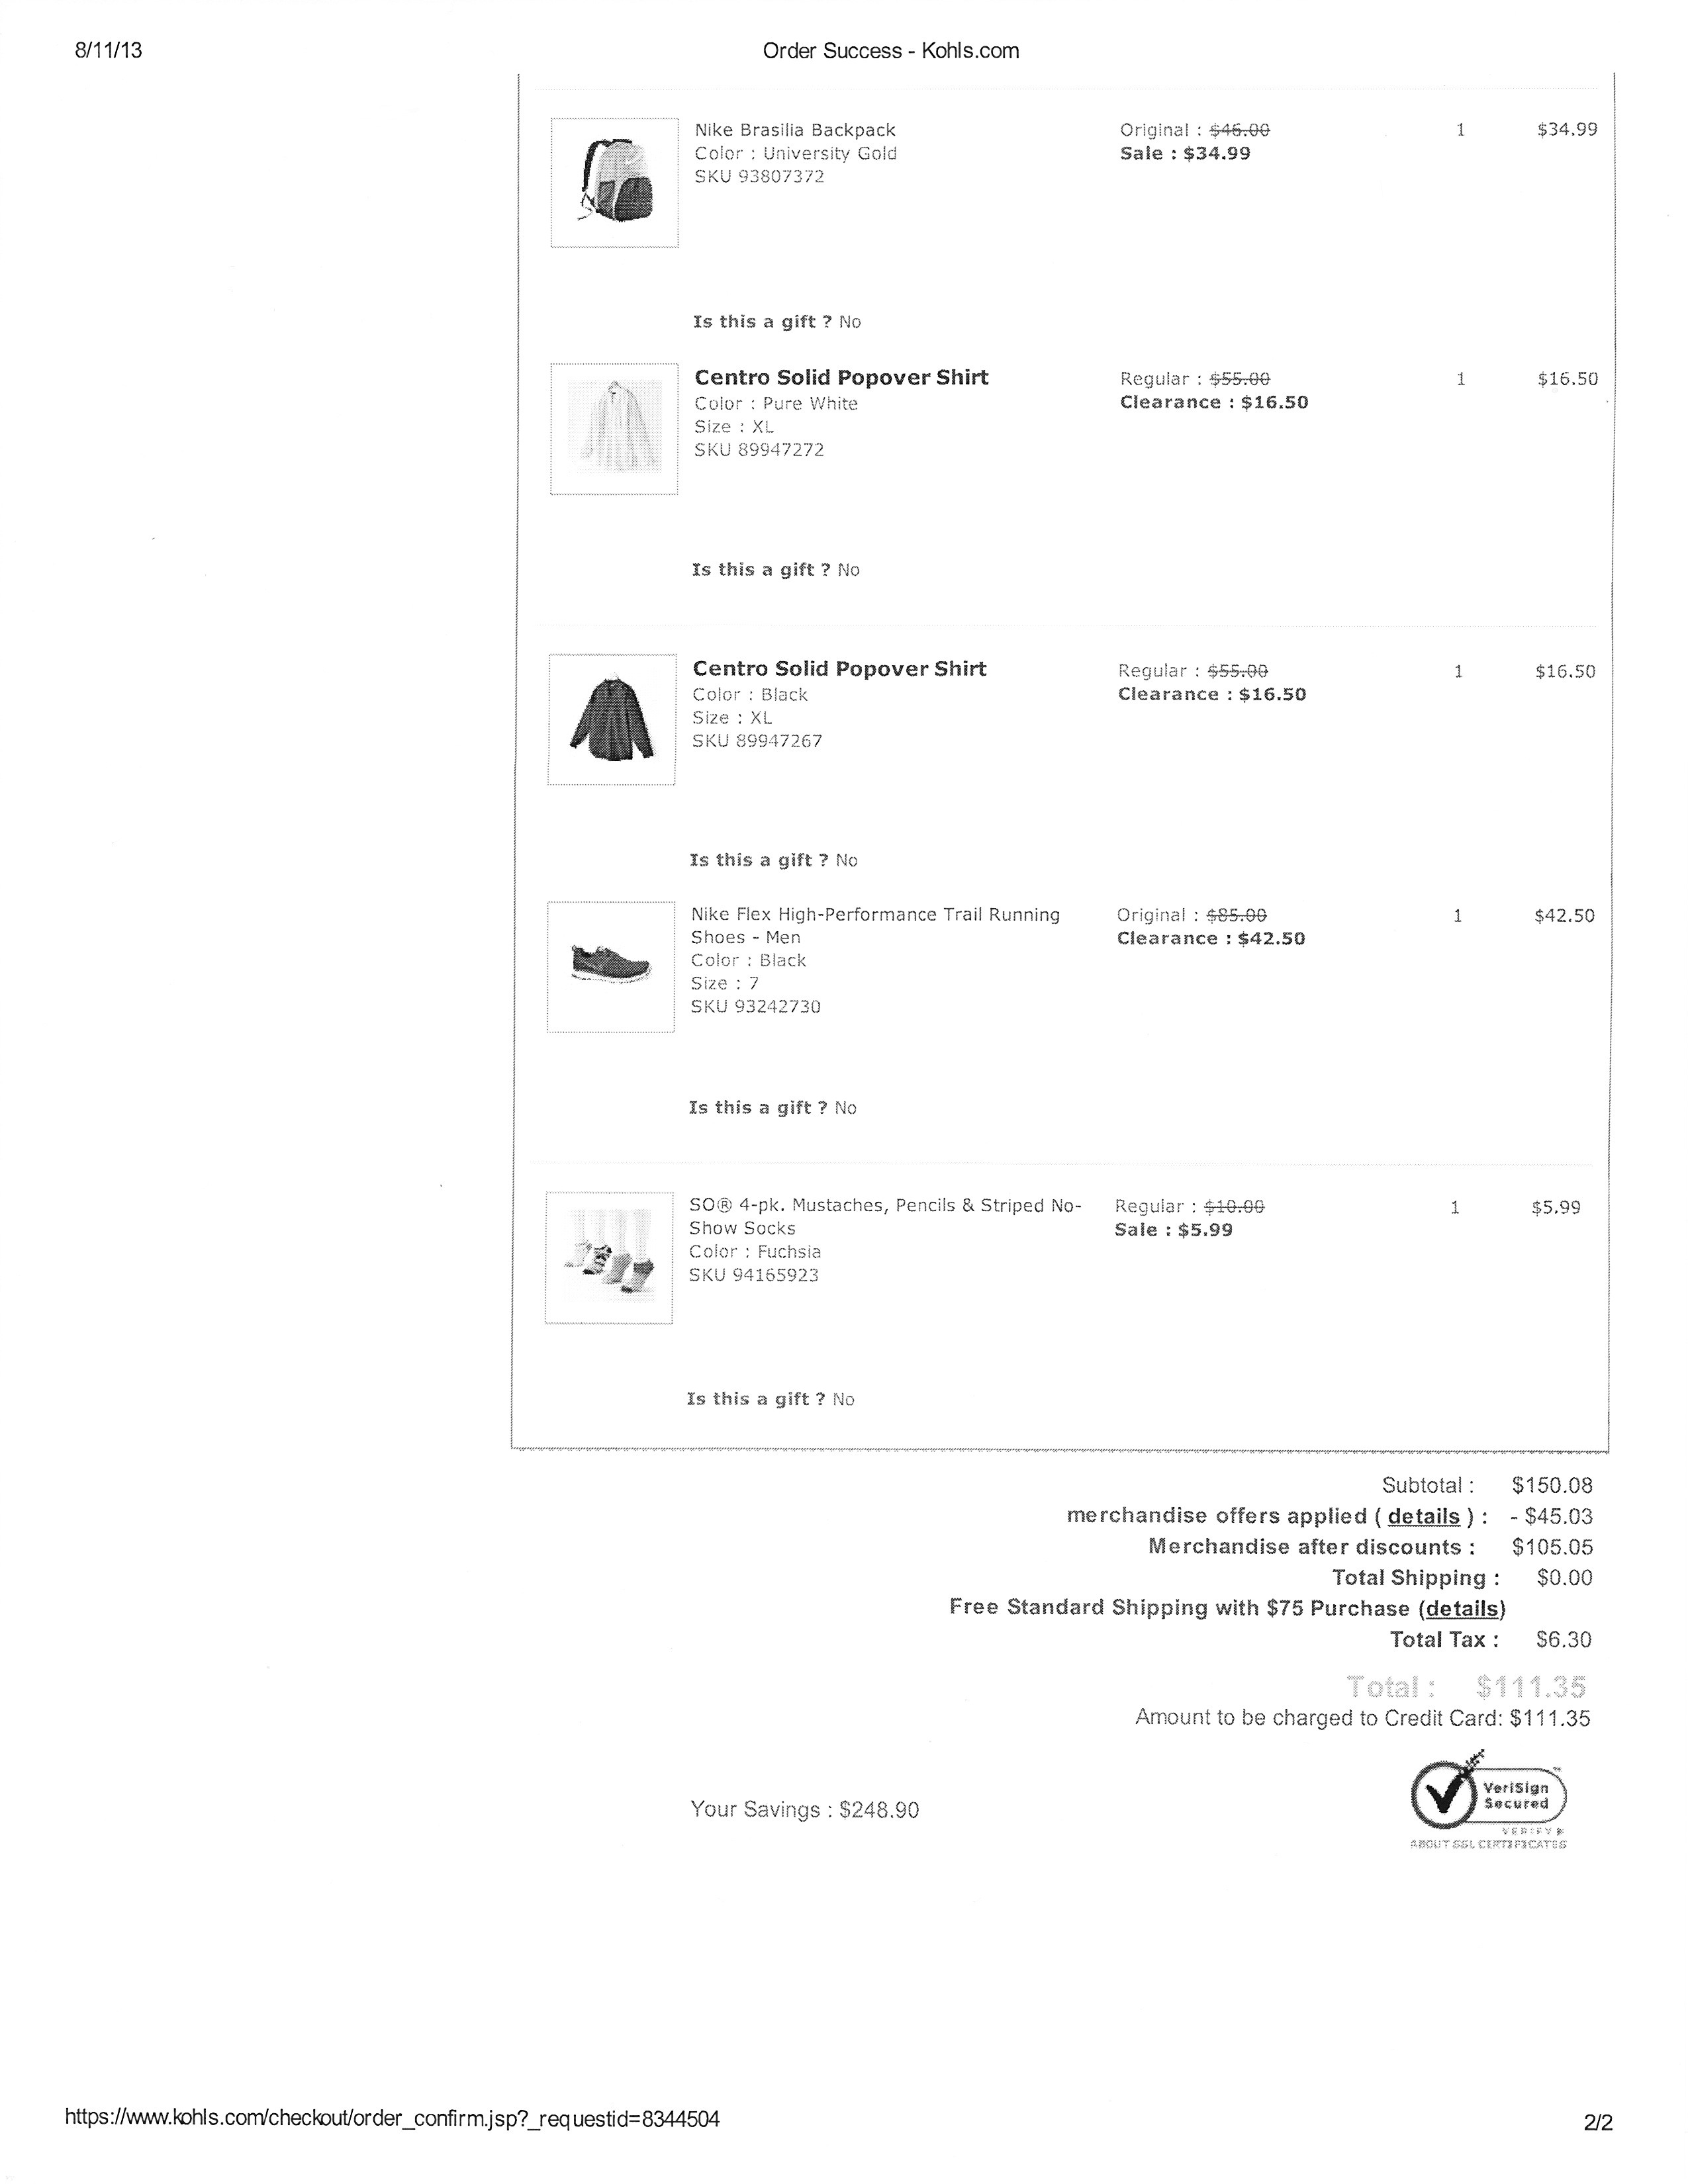 8/11/13 Order Success - Kohls.com
Nike Brasilia Backpack Original : $46.00 1 $34.99
Color : University Gold Sale : $34.99
SKU 93807372
Is this a gift ? No
Centro Solid Popover Shirt Regular : $55.00 1 $16.50
Color : Pure White Clearance : $16.50
Size : XL
SKU 89947272
Is this a gift ? No
Centro Solid Popover Shirt Regular : $55.00 1 $16.50
Color : Black Clearance : $16.50
Size : XL
SKU 89947267
Is this a gift ? No
Nike Flex High-Performance Trail Running Original : $85.00 1 $42.50
Shoes - Men Clearance : $42.50
Color : Black
Size : 7
SKU 93242730
Is this a gift ? No
SO® 4-pk. Mustaches, Pencils & Striped No- Regular : $10.00 1 $5.99
Show Socks Sale : $5.99
Color : Fuchsia
SKU 94165923
Is this a gift ? No
Subtotal : $150.08
merchandise offers applied ( details ) : - $45.03
Merchandise after discounts : $105.05
Total Shipping : $0.00
Free Standard Shipping with $75 Purchase (details)
Total Tax : $6.30
Total : $111.35
Amount to be charged to Credit Card: $111.35
VeriSign
Secured
VERIFY
ABOUT SSL CERTIFICATES
Your Savings : $248.90
https://www.kohls.com/checkout/order_confirm.jsp?_requestid=8344504 2/2